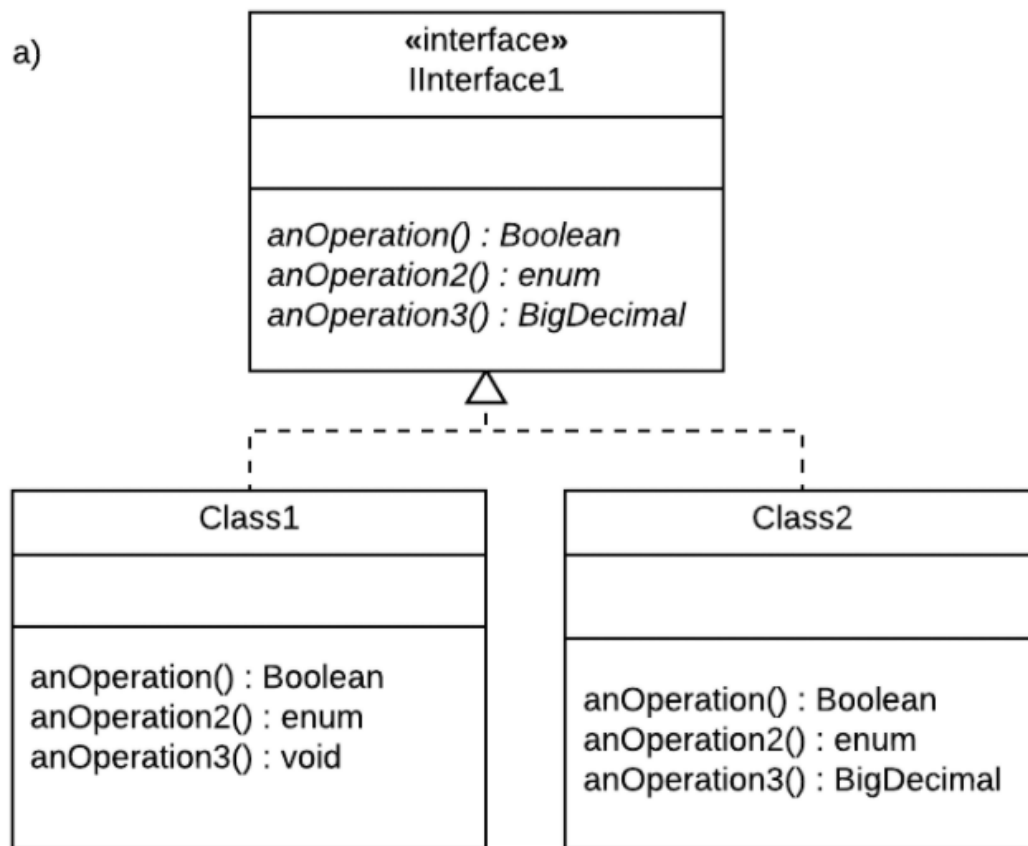 a)
«interface»
IInterface1
anOperation() : Boolean
anOperation2() : enum
anOperation3() : BigDecimal
Class1
anOperation() : Boolean
anOperation2() : enum
anOperation3() : void
Class2
anOperation() : Boolean
anOperation2() : enum
anOperation3() : BigDecimal